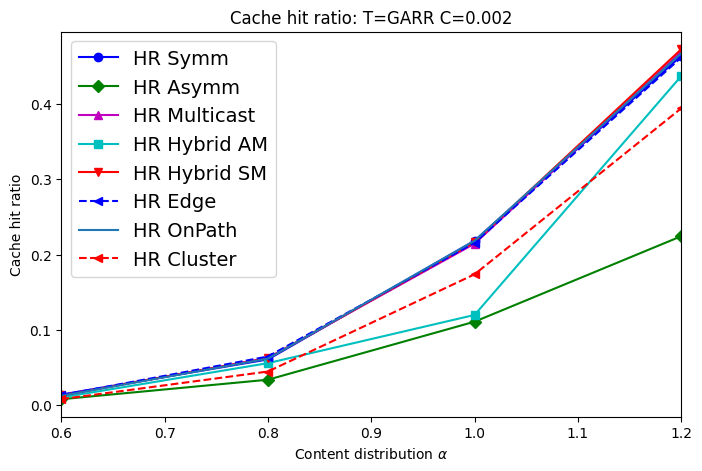 Cache hit ratio: T=GARR C=0.002
HR Symm
HR Asymm
HR Multicast
HR Hybrid AM
HR Hybrid SM
HR Edge
HR OnPath
HR Cluster
Cache hit ratio
0.4
0.3
0.2
0.1
0.0
0.6 0.7 0.8 0.9 1.0 1.1 1.2
Content distribution α